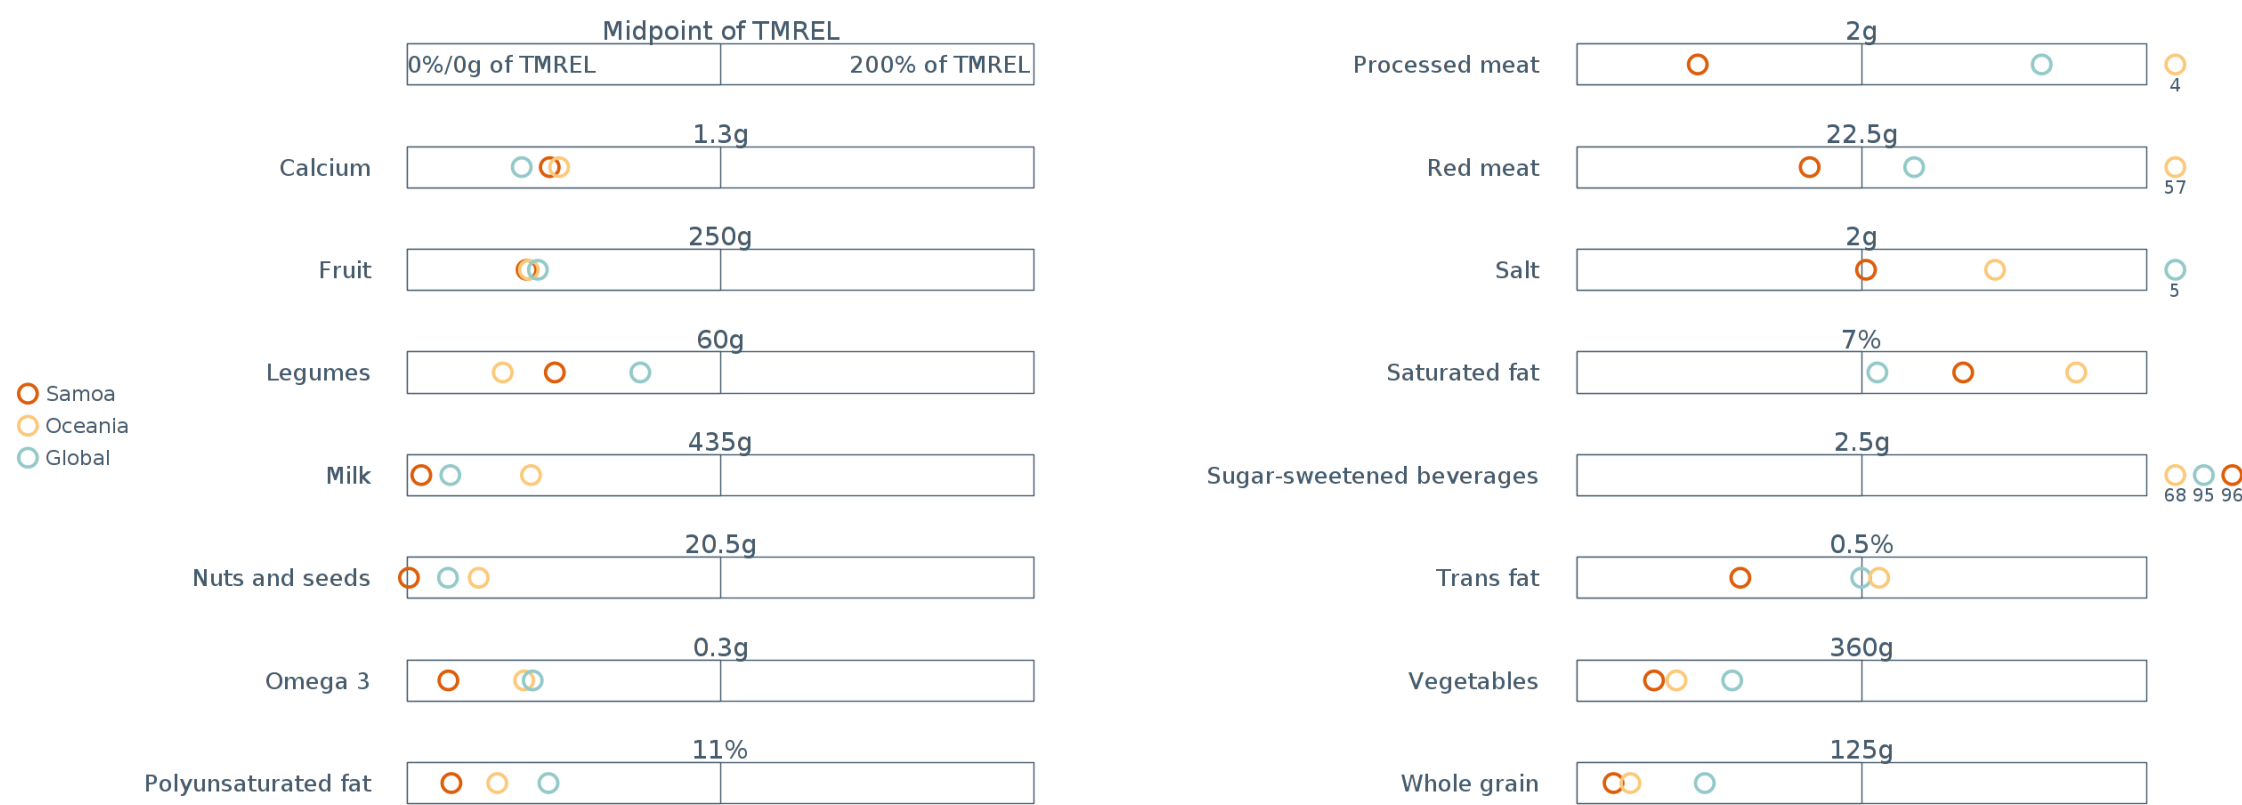 Midpoint of TMREL
0%/0g of TMREL 200% of TMREL
1.3g
Calcium
250g
Fruit
60g
Legumes
435g
Milk
20.5g
Nuts and seeds
0.3g
Omega 3
11%
Polyunsaturated fat
Samoa
Oceania
Global
2g
Processed meat
4
22.5g
Red meat
57
2g
Salt
5
7%
Saturated fat
2.5g
Sugar-sweetened beverages
68 95 96
0.5%
Trans fat
360g
Vegetables
125g
Whole grain